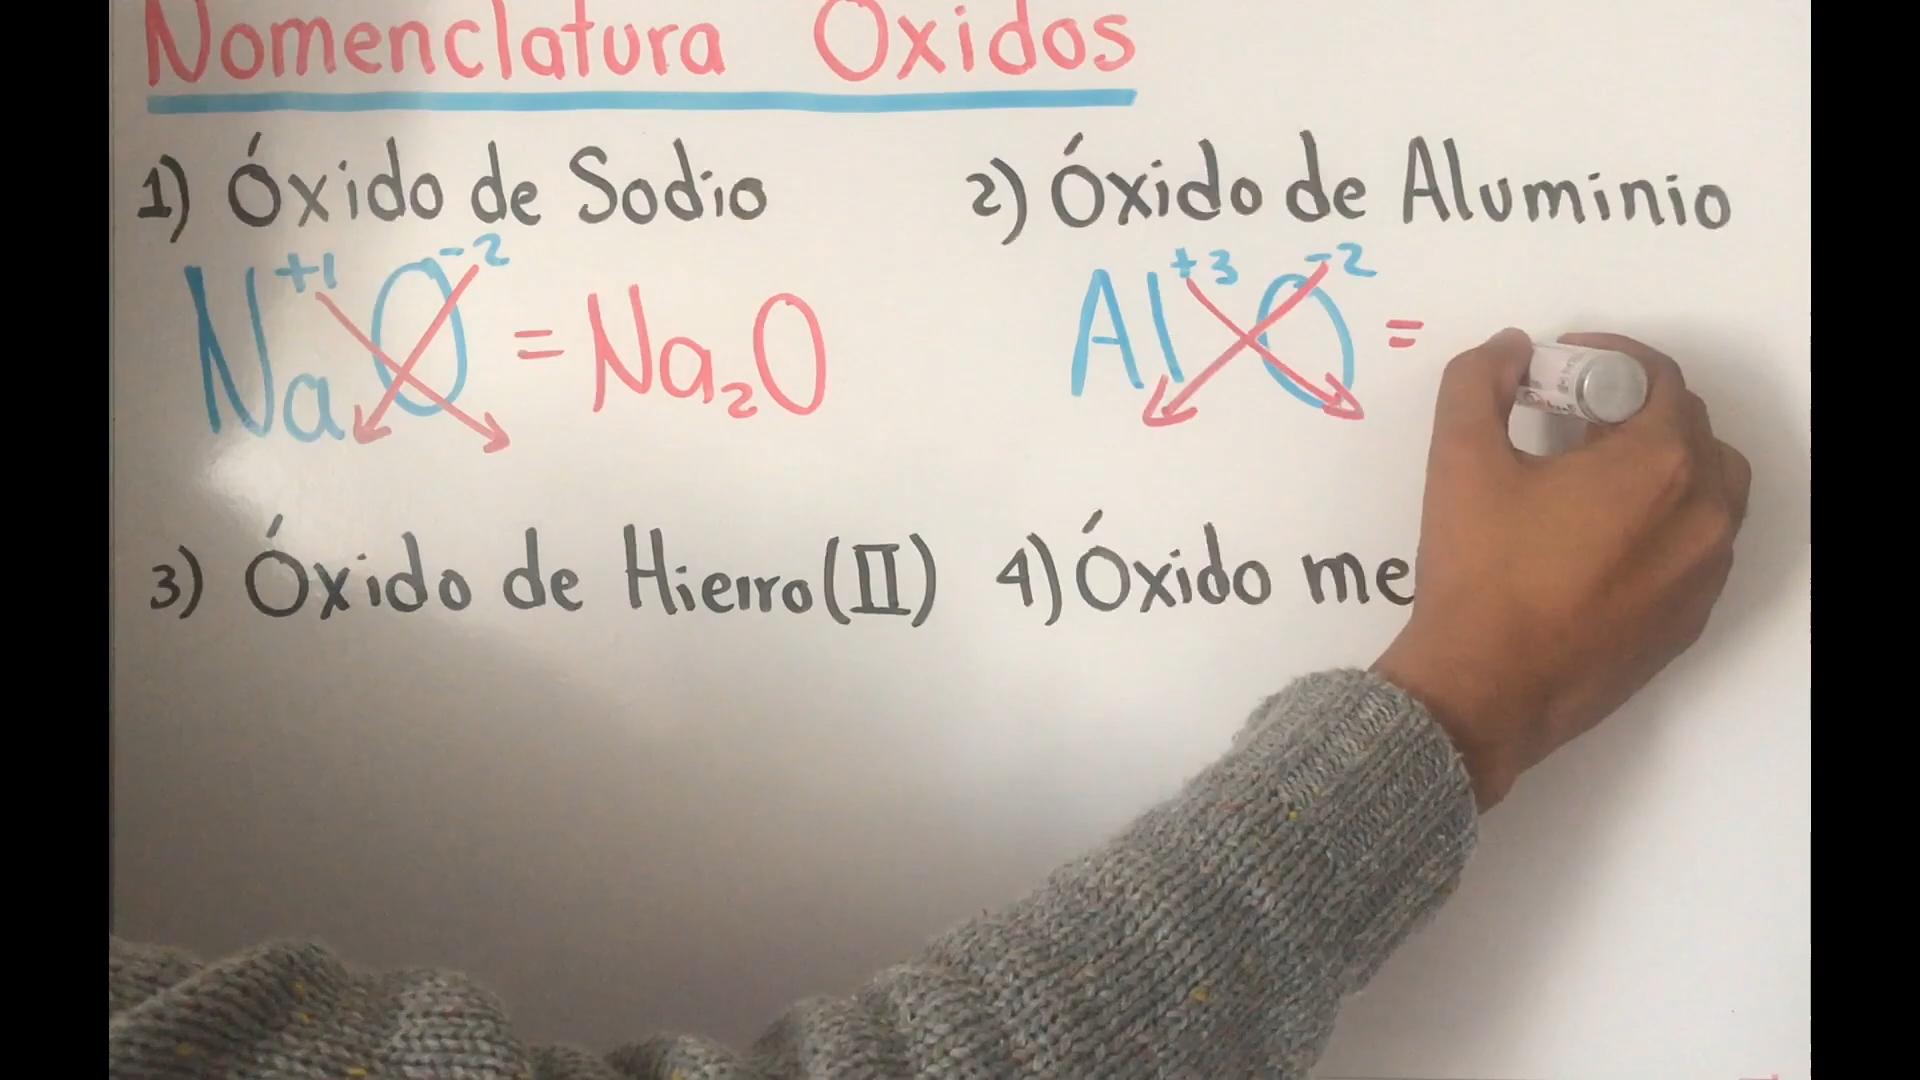 Nomenclatura Oxidos
1) Óxido de Sodio
Na+1 O-2 = Na2O
2) Óxido de Aluminio
Al+3 O-2 =
3) Óxido de Hierro (II)
4) Óxido